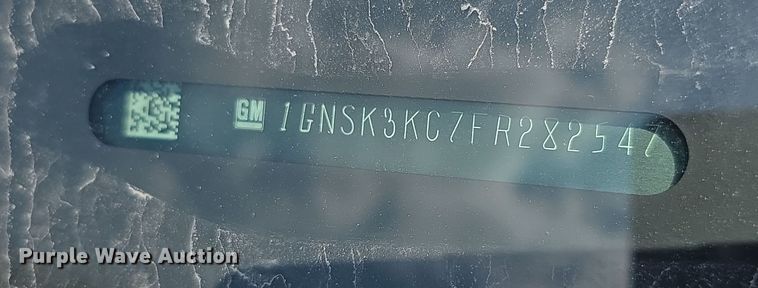 GM 1GNSK3KC7FR282547
Purple Wave Auction